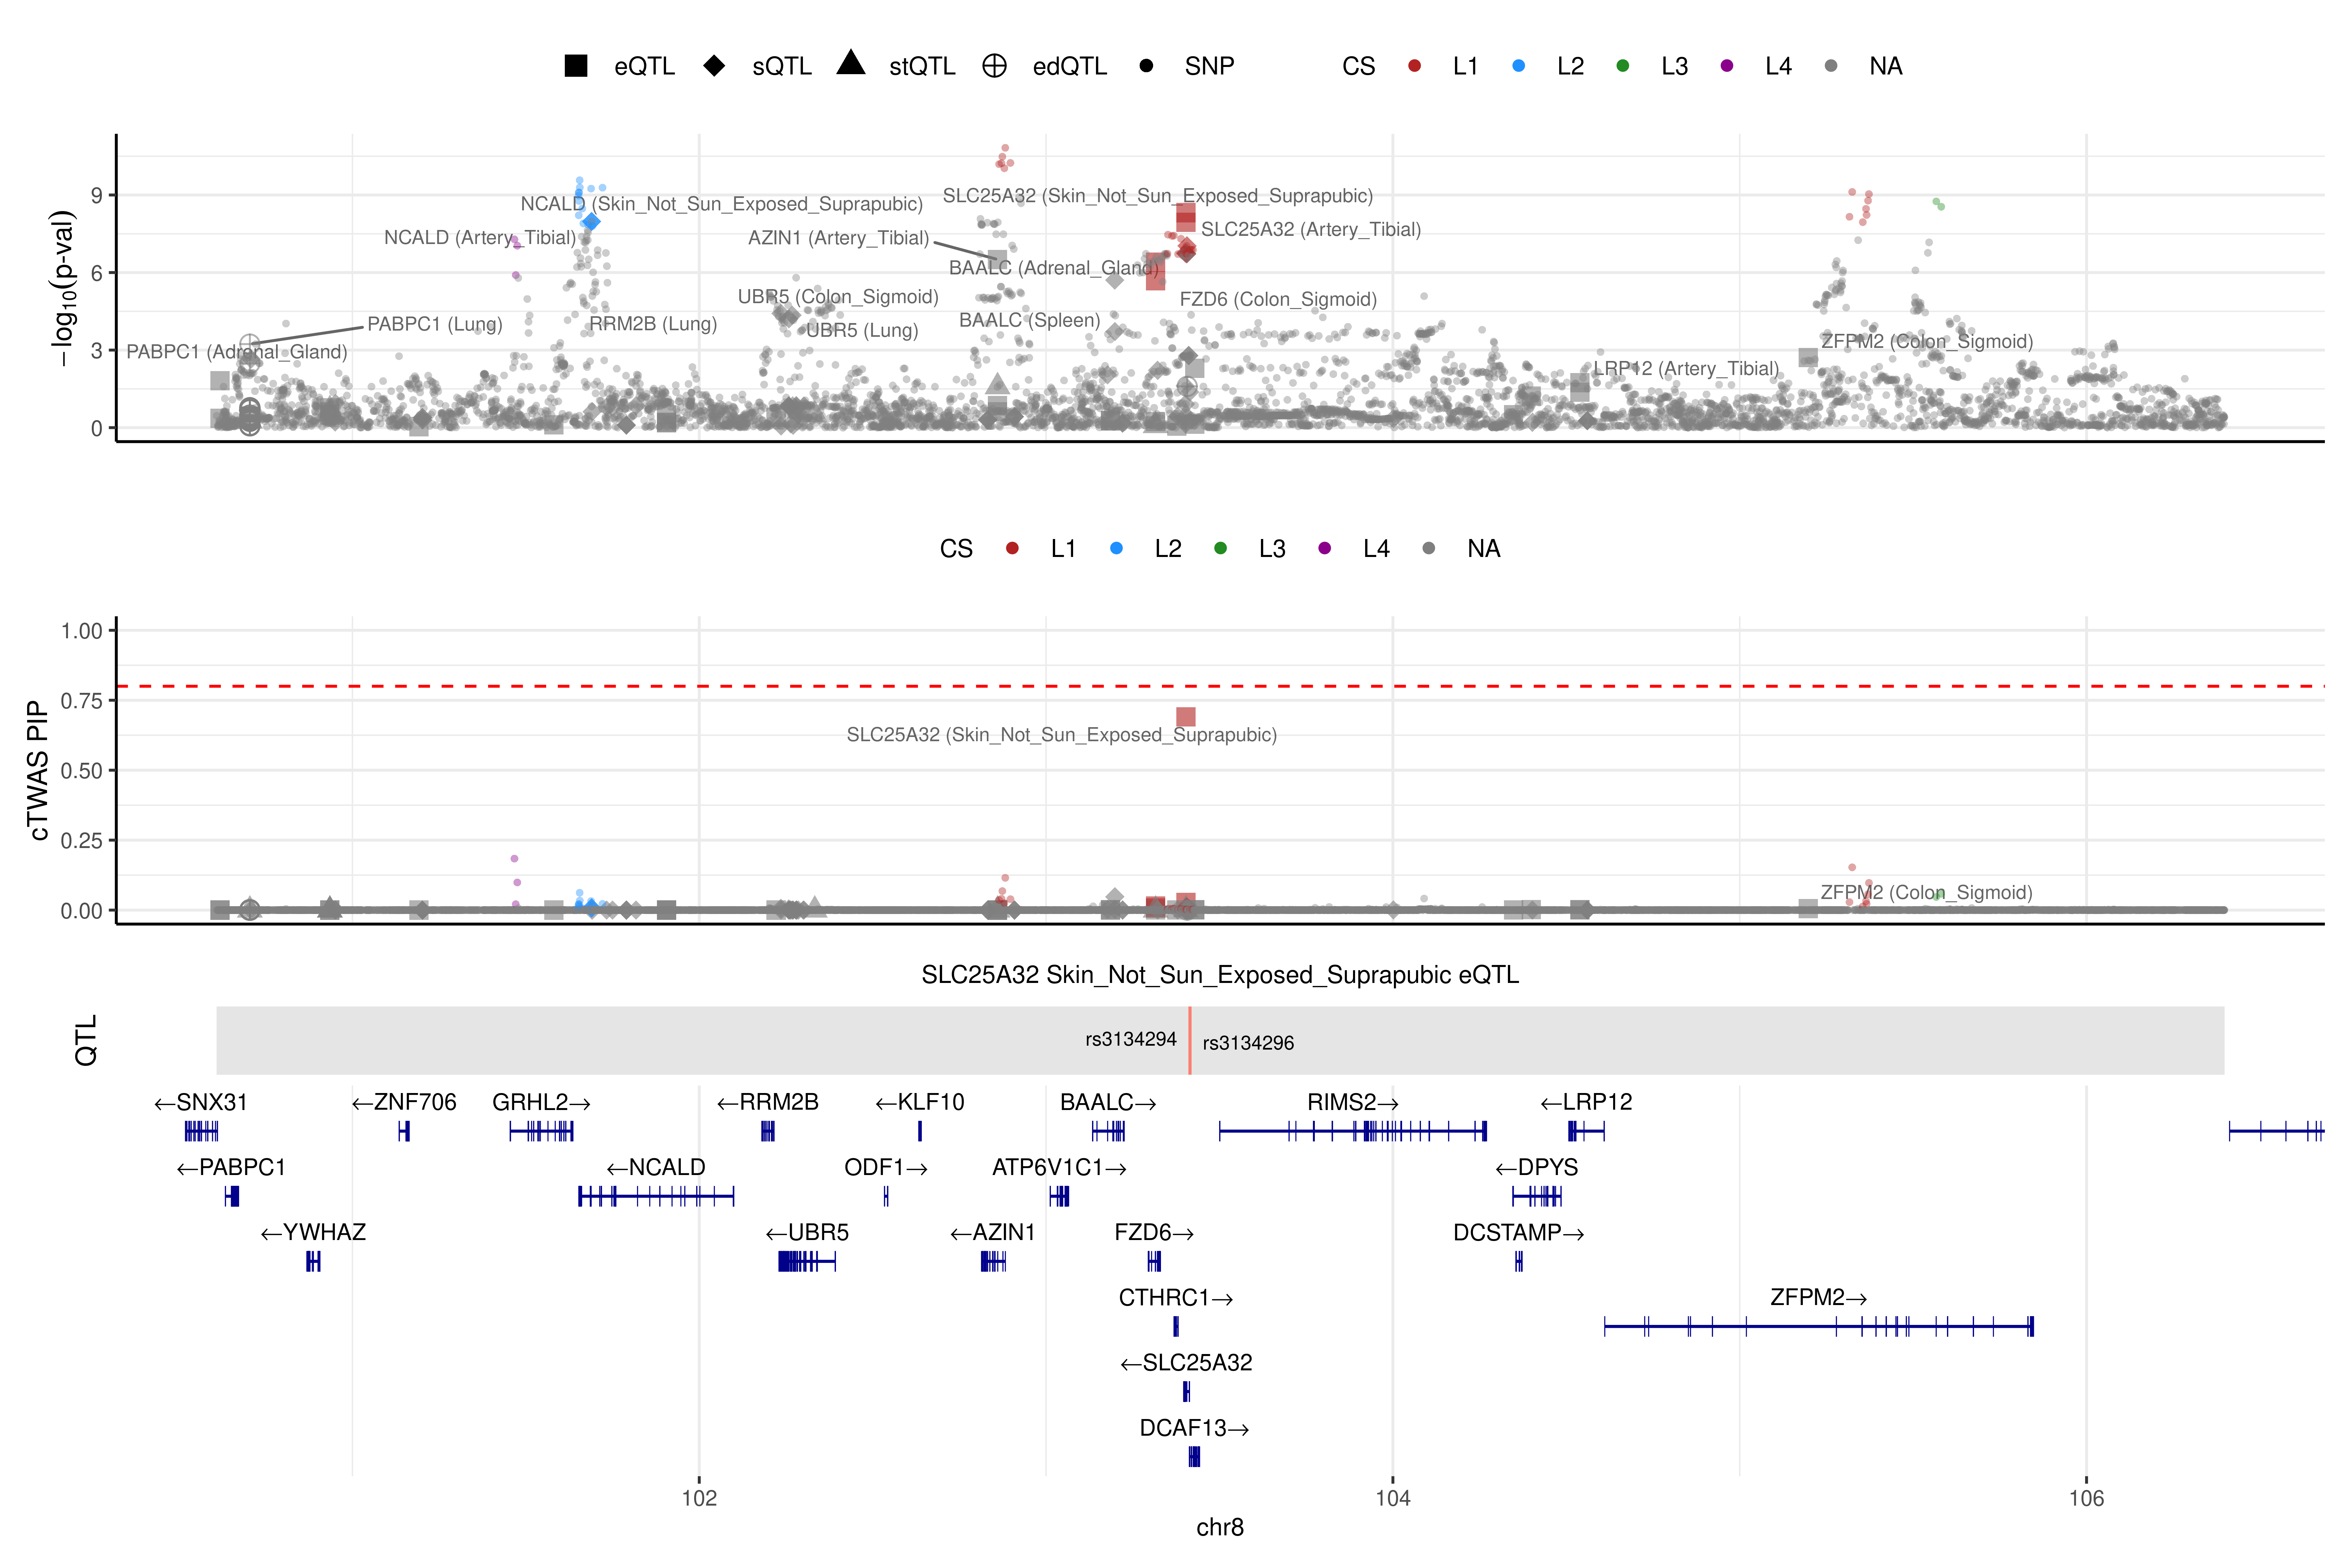 eQTL sQTL stQTL edQTL SNP CS L1 L2 L3 L4 NA
−log10(p-val)
9
6
3
0
SLC25A32 (Skin_Not_Sun_Exposed_Suprapubic)
NCALD (Skin_Not_Sun_Exposed_Suprapubic)
SLC25A32 (Artery_Tibial)
NCALD (Artery_Tibial)
AZIN1 (Artery_Tibial)
BAALC (Adrenal_Gland)
UBR5 (Colon_Sigmoid)
FZD6 (Colon_Sigmoid)
PABPC1 (Lung)
RRM2B (Lung)
UBR5 (Lung)
BAALC (Spleen)
PABPC1 (Adrenal_Gland)
ZFPM2 (Colon_Sigmoid)
LRP12 (Artery_Tibial)
CS L1 L2 L3 L4 NA
cTWAS PIP
1.00
0.75
0.50
0.25
0.00
SLC25A32 (Skin_Not_Sun_Exposed_Suprapubic)
ZFPM2 (Colon_Sigmoid)
SLC25A32 Skin_Not_Sun_Exposed_Suprapubic eQTL
QTL
rs3134294 rs3134296
←SNX31 ←ZNF706 GRHL2→ ←RRM2B ←KLF10 BAALC→ RIMS2→ ←LRP12
←PABPC1 ←NCALD ODF1→ ATP6V1C1→ ←DPYS
←YWHAZ ←UBR5 ←AZIN1 FZD6→ DCSTAMP→
CTHRC1→ ZFPM2→
←SLC25A32
DCAF13→
102 104 106
chr8